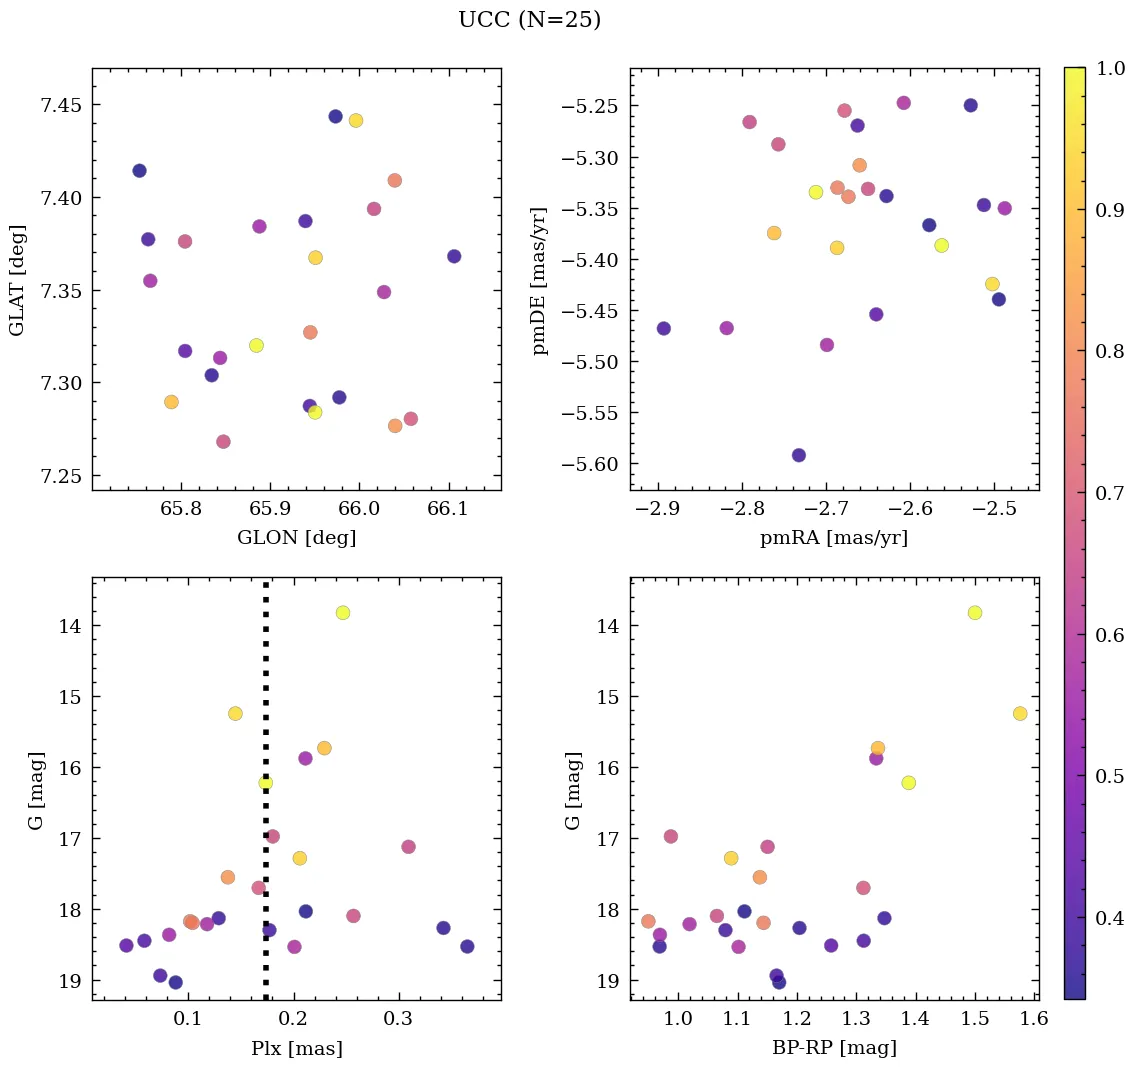 UCC (N=25)
7.45
7.40
7.35
7.30
7.25
GLAT [deg]
65.8 65.9 66.0 66.1
GLON [deg]
−5.25
−5.30
−5.35
−5.40
−5.45
−5.50
−5.55
−5.60
pmDE [mas/yr]
−2.9 −2.8 −2.7 −2.6 −2.5
pmRA [mas/yr]
14
15
16
17
18
19
G [mag]
0.1 0.2 0.3
Plx [mas]
14
15
16
17
18
19
G [mag]
1.0 1.1 1.2 1.3 1.4 1.5 1.6
BP-RP [mag]
1.0
0.9
0.8
0.7
0.6
0.5
0.4